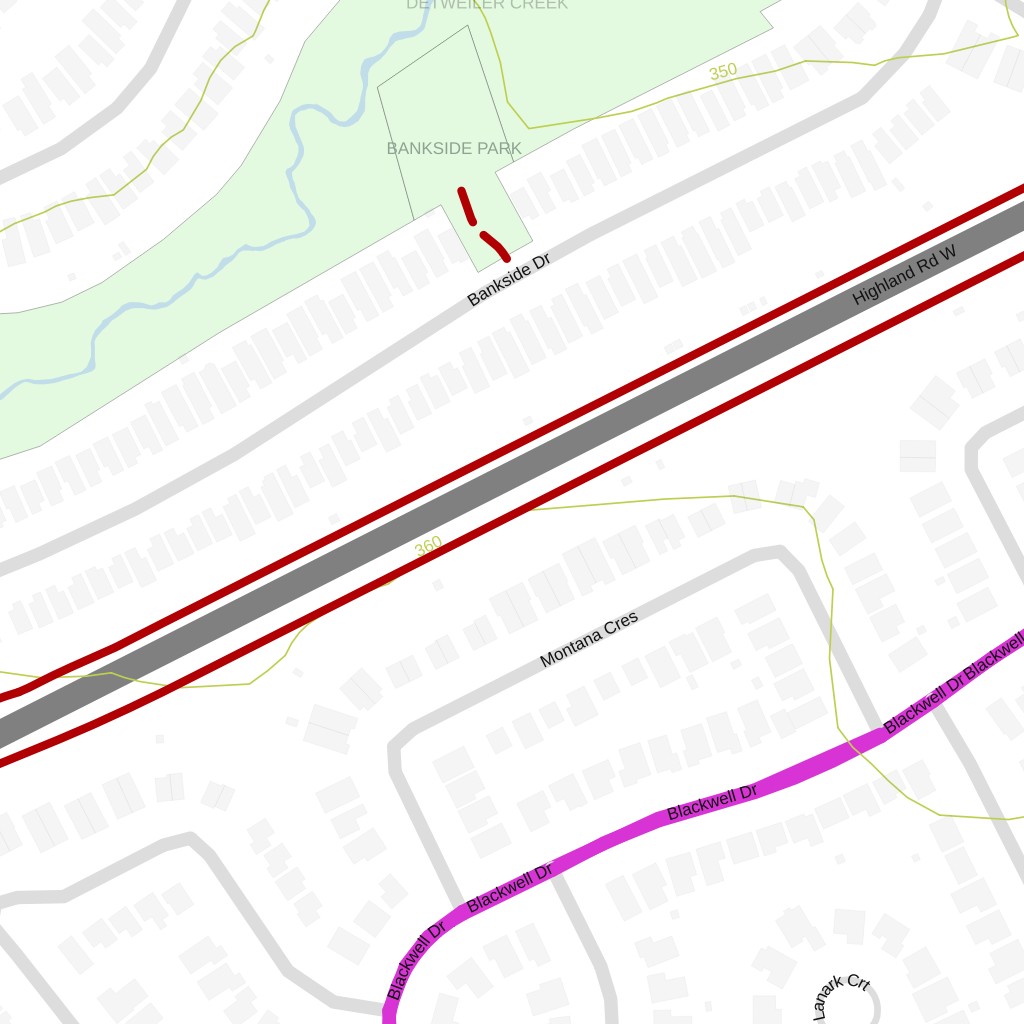 DETWEILER CREEK
350
BANKSIDE PARK
Bankside Dr
Highland Rd W
360
Montana Cres
Blackwell Dr
Blackwell Dr
Blackwell Dr
Blackwell Dr
Blackwell Dr
Lanark Crt